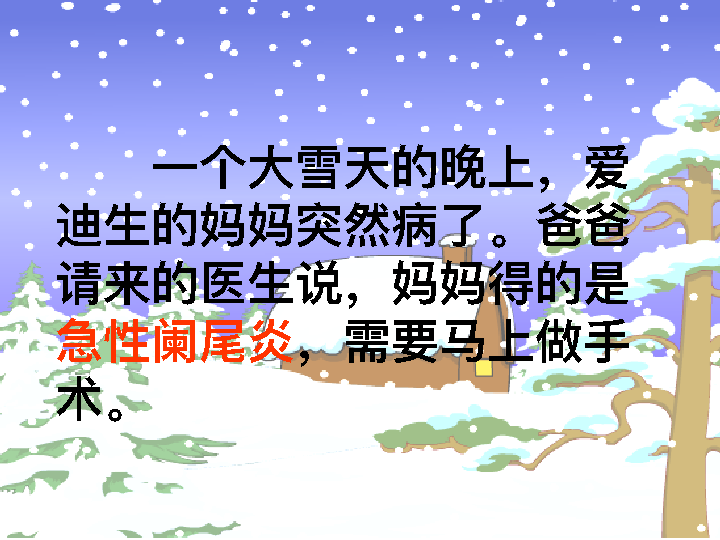 一个大雪天的晚上，爱
迪生的妈妈突然病了。爸爸
请来的医生说，妈妈得的是
急性阑尾炎，需要马上做手
术。